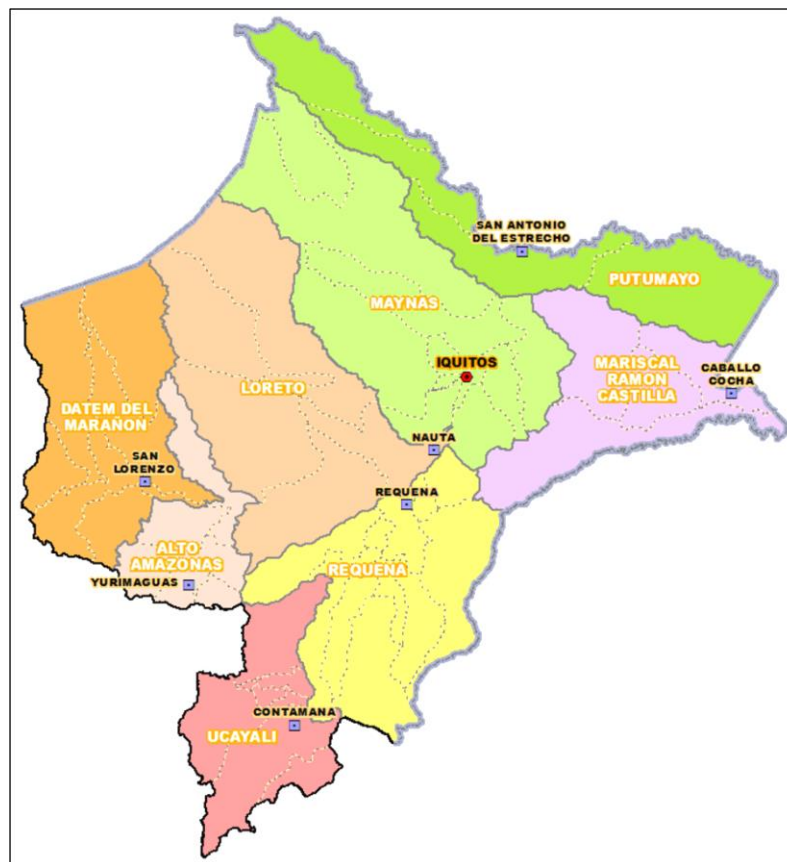 SAN ANTONIO
DEL ESTRECHO
PUTUMAYO
MAYNAS
IQUITOS
MARISCAL
RAMON
CASTILLA
CABALLO
COCHA
LORETO
DATEM DEL
MARAÑON
NAUTA
SAN
LORENZO
REQUENA
ALTO
AMAZONAS
REQUENA
YURIMAGUAS
CONTAMANA
UCAYALI